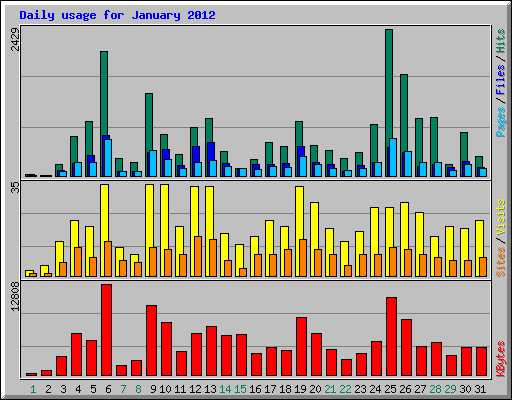 Daily usage for January 2012
2429
Pages / Files / Hits
35
Sites / Visits
12808
KBytes
1 2 3 4 5 6 7 8 9 10 11 12 13 14 15 16 17 18 19 20 21 22 23 24 25 26 27 28 29 30 31